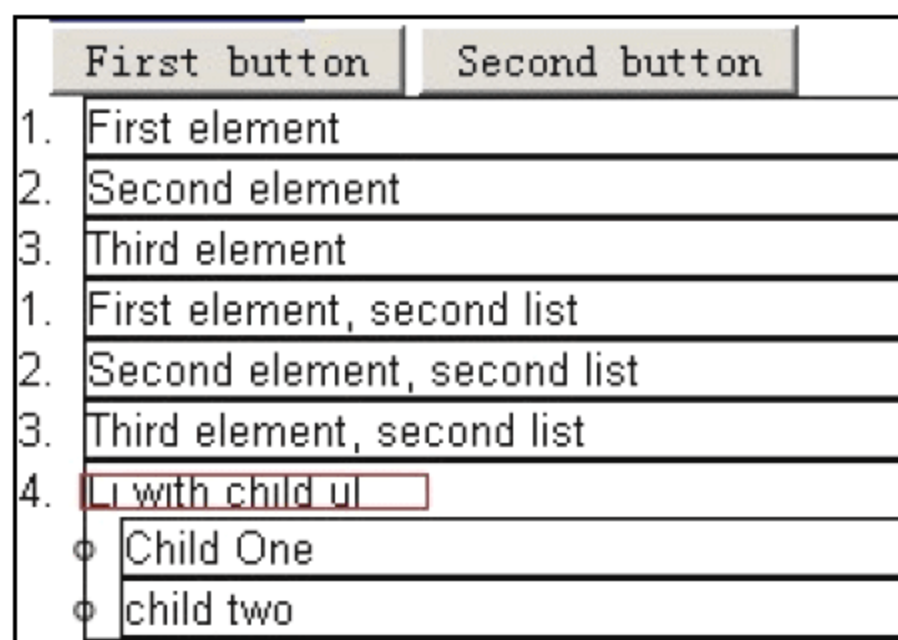 First button Second button
1. First element
2. Second element
3. Third element
1. First element, second list
2. Second element, second list
3. Third element, second list
4. Li with child ul
Child One
child two